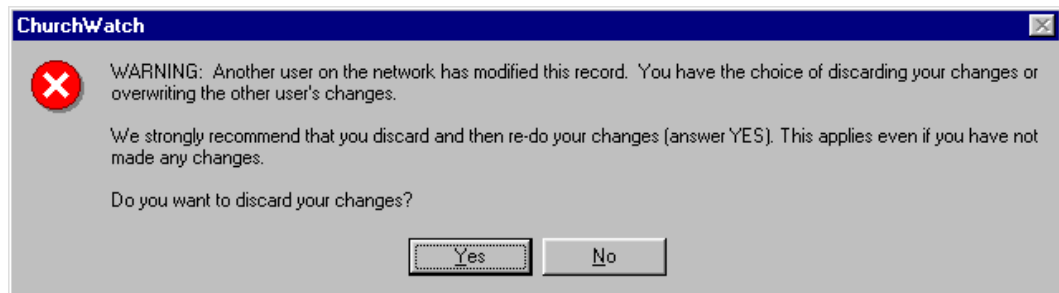 ChurchWatch
WARNING:  Another user on the network has modified this record.  You have the choice of discarding your changes or
overwriting the other user's changes.
We strongly recommend that you discard and then re-do your changes (answer YES). This applies even if you have not
made any changes.
Do you want to discard your changes?
Yes No